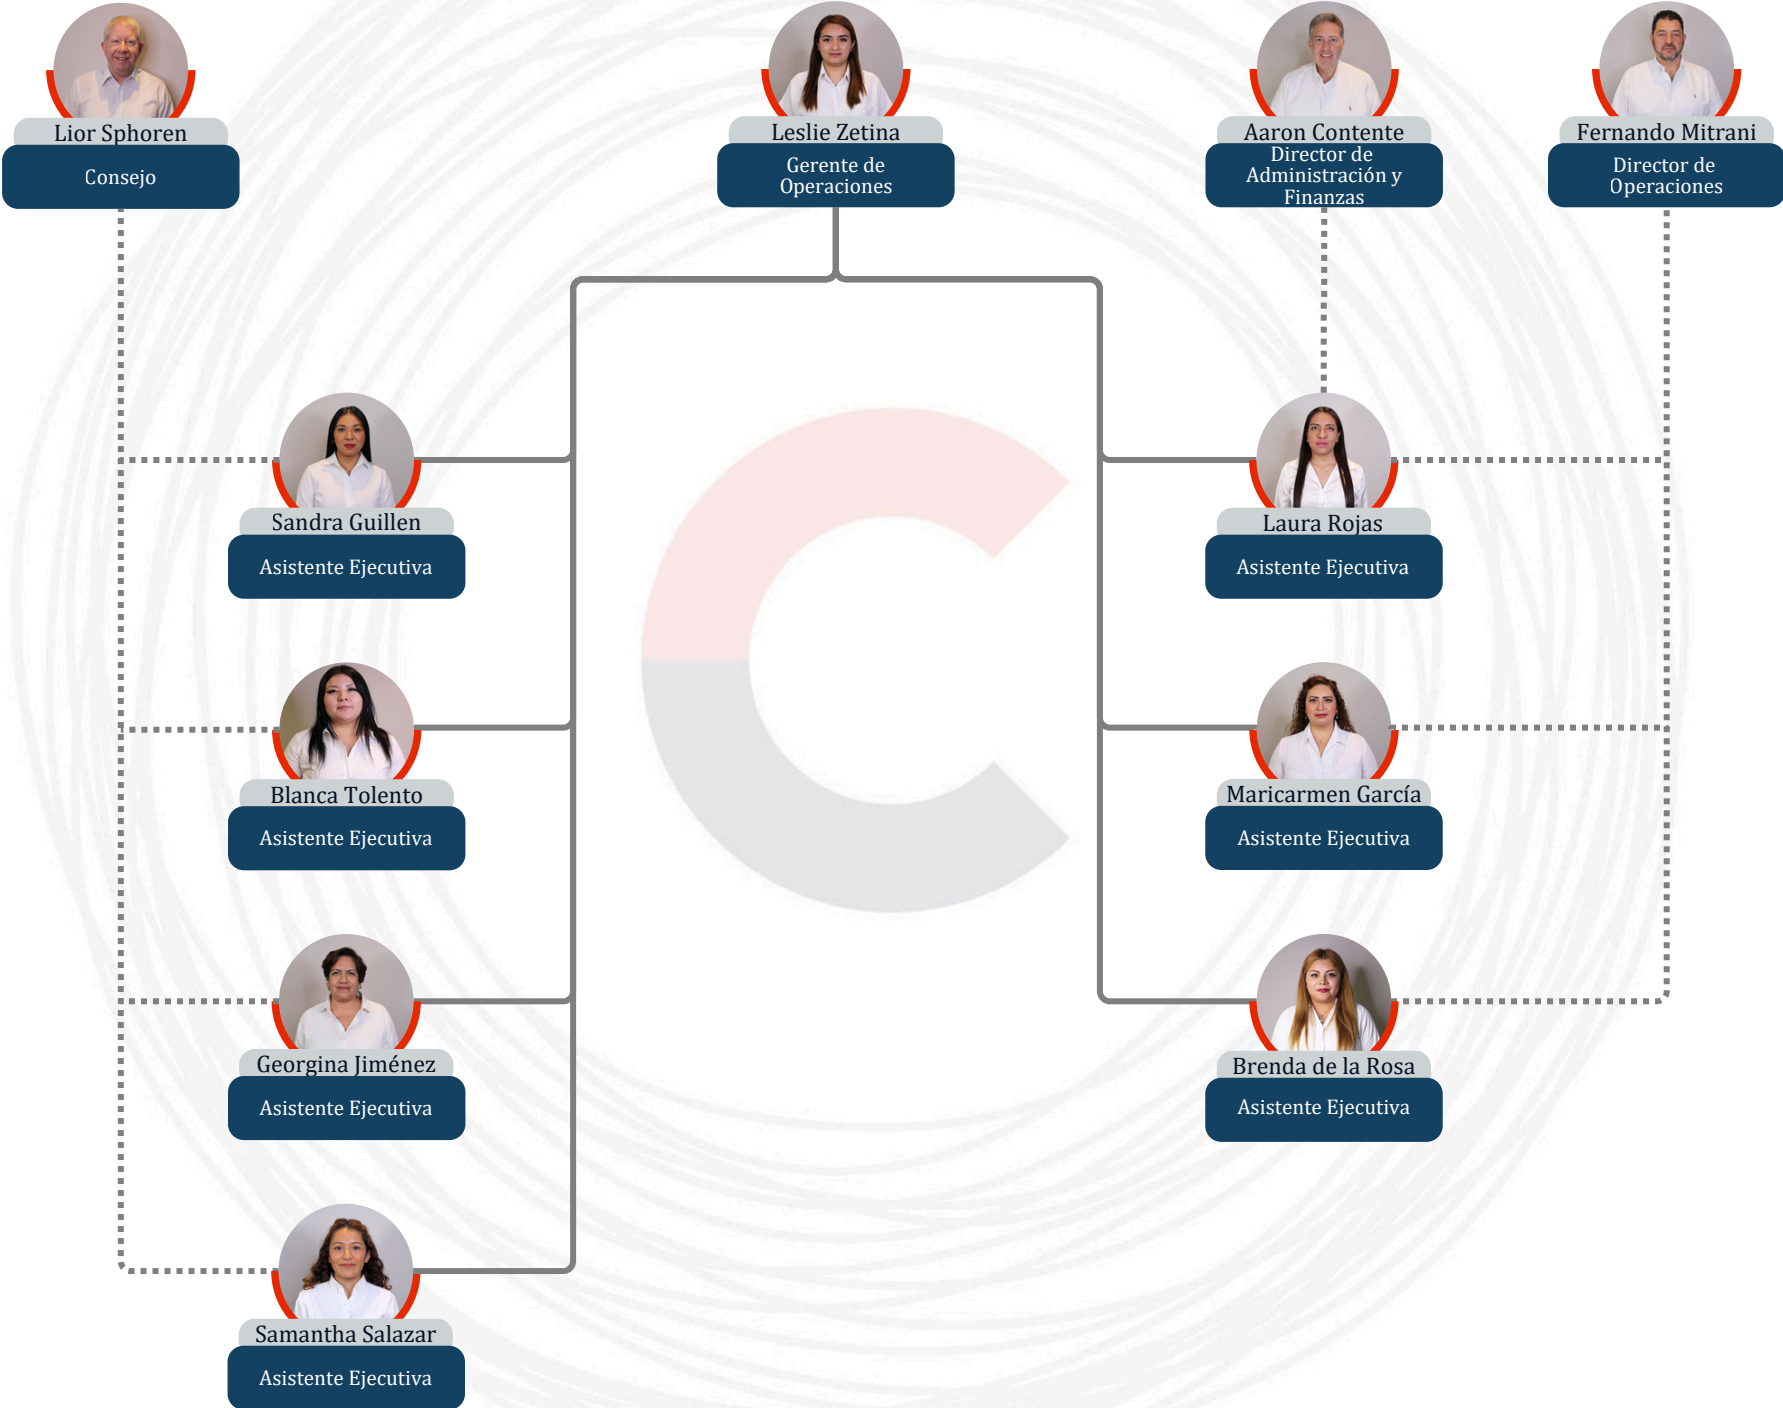 Lior Sphoren
Consejo
Leslie Zetina
Gerente de
Operaciones
Aaron Contente
Director de
Administración y
Finanzas
Fernando Mitrani
Director de
Operaciones
Sandra Guillen
Asistente Ejecutiva
Laura Rojas
Asistente Ejecutiva
Blanca Tolento
Asistente Ejecutiva
Maricarmen García
Asistente Ejecutiva
Georgina Jiménez
Asistente Ejecutiva
Brenda de la Rosa
Asistente Ejecutiva
Samantha Salazar
Asistente Ejecutiva